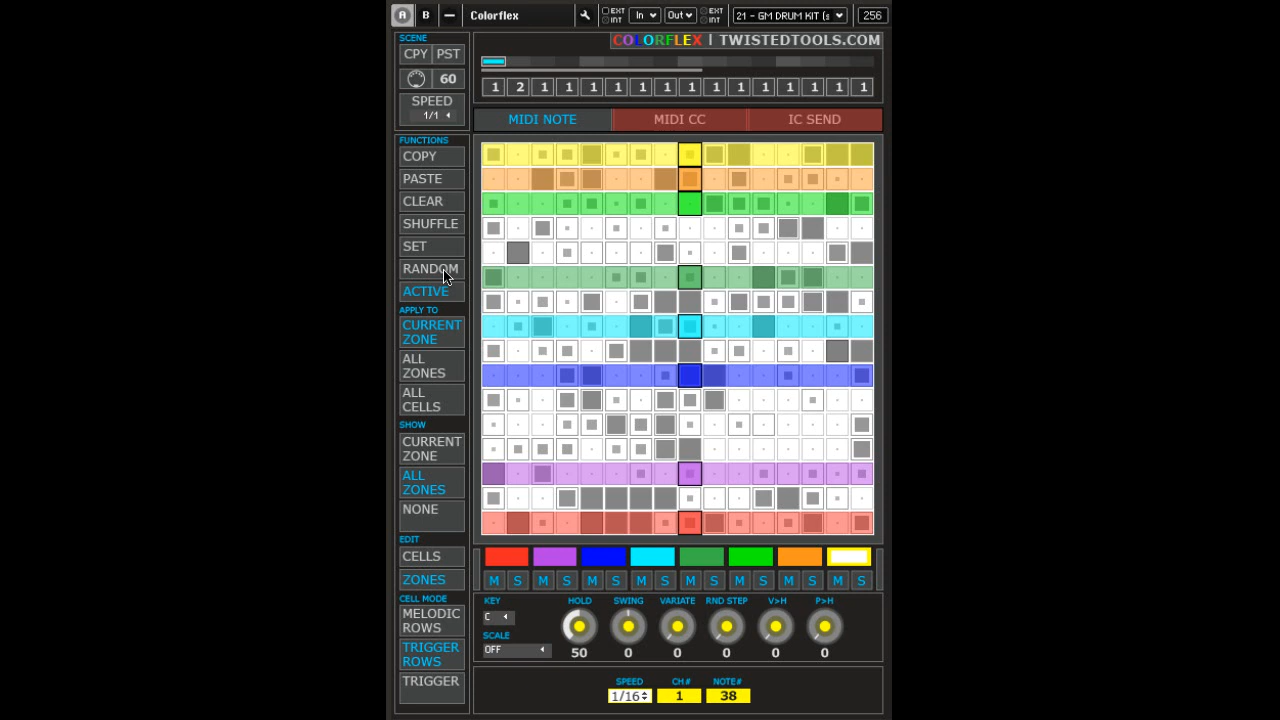 A B Colorflex EXT INT In Out EXT INT 21 - GM DRUM KIT (s 256
SCENE
CPY PST
60
SPEED
1/1
COLORFLEX | TWISTEDTOOLS.COM
1 2 1 1 1 1 1 1 1 1 1 1 1 1 1 1
MIDI NOTE MIDI CC IC SEND
FUNCTIONS
COPY
PASTE
CLEAR
SHUFFLE
SET
RANDOM
ACTIVE
APPLY TO
CURRENT
ZONE
ALL
ZONES
ALL
CELLS
SHOW
CURRENT
ZONE
ALL
ZONES
NONE
EDIT
CELLS
ZONES
CELL MODE
MELODIC
ROWS
TRIGGER
ROWS
TRIGGER
M S M S M S M S M S M S M S M S
KEY HOLD SWING VARIATE RND STEP V>H P>H
C
SCALE
OFF
50 0 0 0 0 0
SPEED CH# NOTE#
1/16 1 38